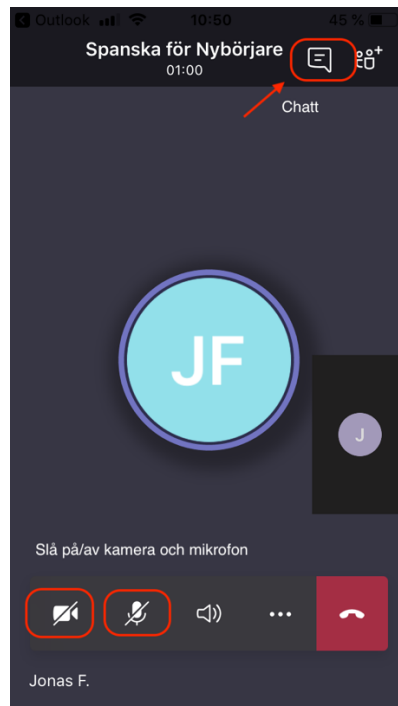 Outlook 10:50 45 %
Spanska för Nybörjare
01:00
Chatt
JF
J
Slå på/av kamera och mikrofon
Jonas F.